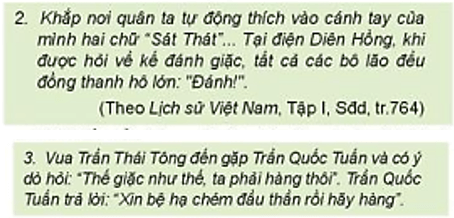 2. Khắp nơi quân ta tự động thích vào cánh tay của
mình hai chữ "Sát Thát"... Tại điện Diên Hồng, khi
được hỏi về kế đánh giặc, tất cả các bô lão đều
đồng thanh hô lớn: "Đánh!".
(Theo Lịch sử Việt Nam, Tập I, Sđd, tr.764)
3. Vua Trần Thái Tông đến gặp Trần Quốc Tuấn và có ý
dò hỏi: "Thế giặc như thế, ta phải hàng thôi". Trần Quốc
Tuấn trả lời: "Xin bệ hạ chém đầu thần rồi hãy hàng".